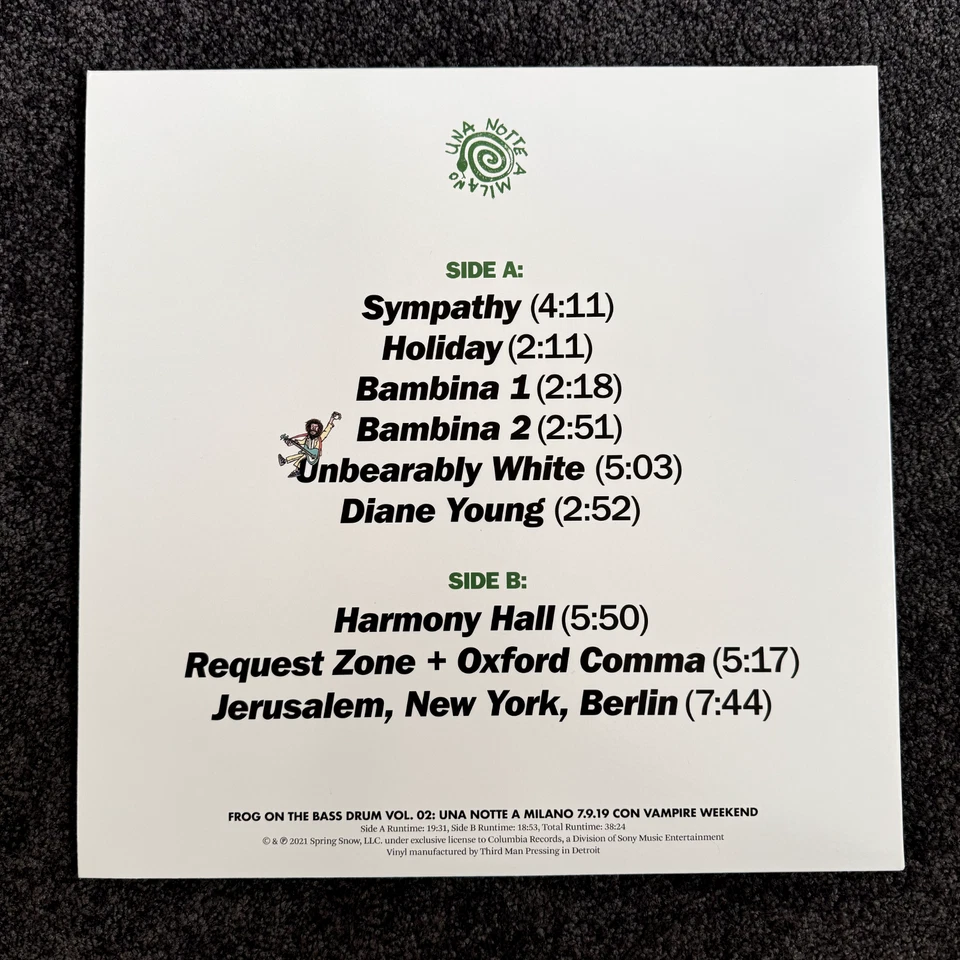 UNA NOTTE A MILANO
SIDE A:
Sympathy (4:11)
Holiday (2:11)
Bambina 1 (2:18)
Bambina 2 (2:51)
Unbearably White (5:03)
Diane Young (2:52)
SIDE B:
Harmony Hall (5:50)
Request Zone + Oxford Comma (5:17)
Jerusalem, New York, Berlin (7:44)
FROG ON THE BASS DRUM VOL. 02: UNA NOTTE A MILANO 7.9.19 CON VAMPIRE WEEKEND
Side A Runtime: 19:31, Side B Runtime: 18:53, Total Runtime: 38:24
© & ℗ 2021 Spring Snow, LLC. under exclusive license to Columbia Records, a Division of Sony Music Entertainment
Vinyl manufactured by Third Man Pressing in Detroit